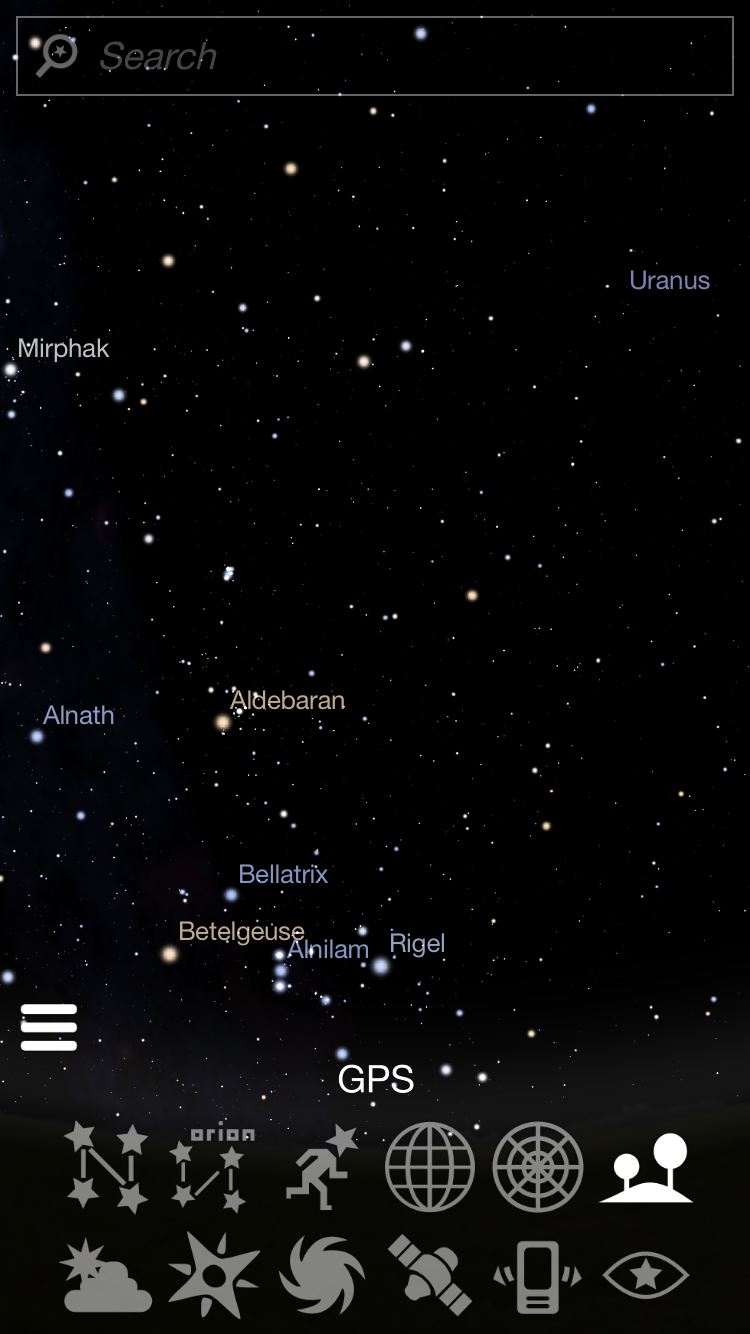 Search
Uranus
Mirphak
Aldebaran
Alnath
Bellatrix
Betelgeuse
Alnilam
Rigel
GPS
orion